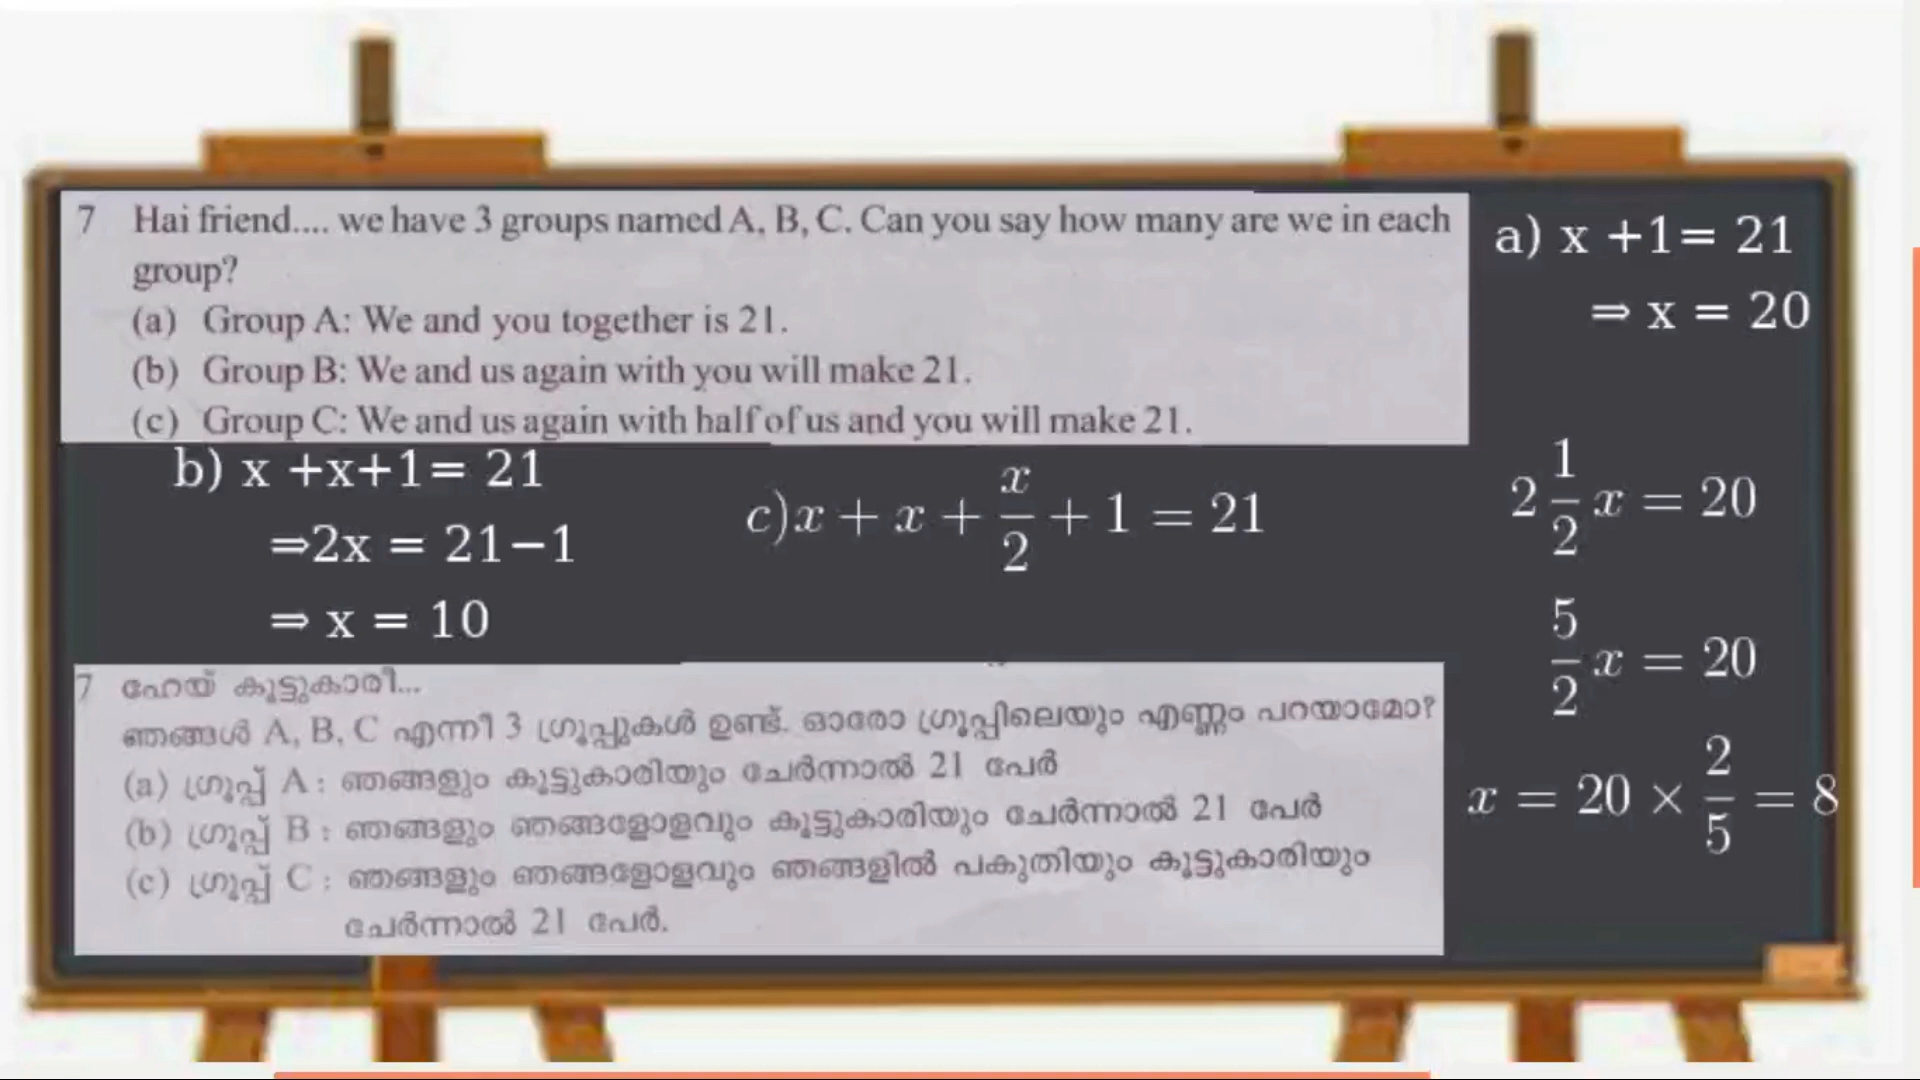 7 Hai friend.... we have 3 groups named A, B, C. Can you say how many are we in each
group?
(a) Group A: We and you together is 21.
(b) Group B: We and us again with you will make 21.
(c) Group C: We and us again with half of us and you will make 21.
a) x +1= 21
⇒ x = 20
b) x +x+1= 21
⇒2x = 21−1
⇒ x = 10
c)x + x + x/2 + 1 = 21
2 1/2 x = 20
5/2 x = 20
x = 20 × 2/5 = 8
7 ഹേയ് കൂട്ടുകാരീ...
ഞങ്ങൾ A, B, C എന്നീ 3 ഗ്രൂപ്പുകൾ ഉണ്ട്. ഓരോ ഗ്രൂപ്പിലെയും എണ്ണം പറയാമോ?
(a) ഗ്രൂപ്പ് A : ഞങ്ങളും കൂട്ടുകാരിയും ചേർന്നാൽ 21 പേർ
(b) ഗ്രൂപ്പ് B : ഞങ്ങളും ഞങ്ങളോളവും കൂട്ടുകാരിയും ചേർന്നാൽ 21 പേർ
(c) ഗ്രൂപ്പ് C : ഞങ്ങളും ഞങ്ങളോളവും ഞങ്ങളിൽ പകുതിയും കൂട്ടുകാരിയും
ചേർന്നാൽ 21 പേർ.